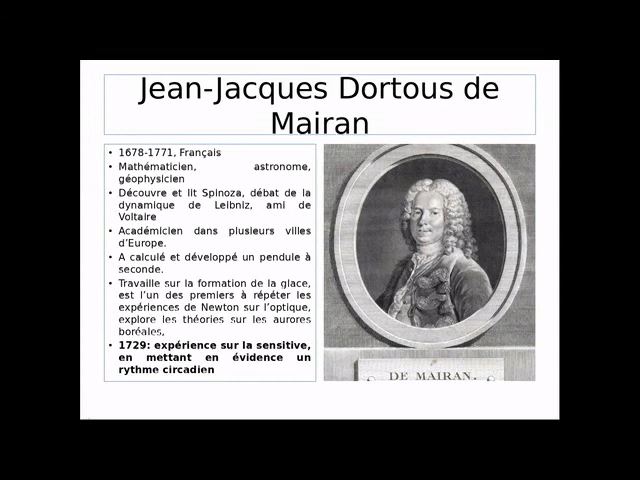 Jean-Jacques Dortous de
Mairan
• 1678-1771, Français
• Mathématicien, astronome,
géophysicien
• Découvre et lit Spinoza, débat de la
dynamique de Leibniz, ami de
Voltaire
• Académicien dans plusieurs villes
d’Europe.
• A calculé et développé un pendule à
seconde.
• Travaille sur la formation de la glace,
est l’un des premiers à répéter les
expériences de Newton sur l’optique,
explore les théories sur les aurores
boréales,
• 1729: expérience sur la sensitive,
en mettant en évidence un
rythme circadien
DE MAIRAN.